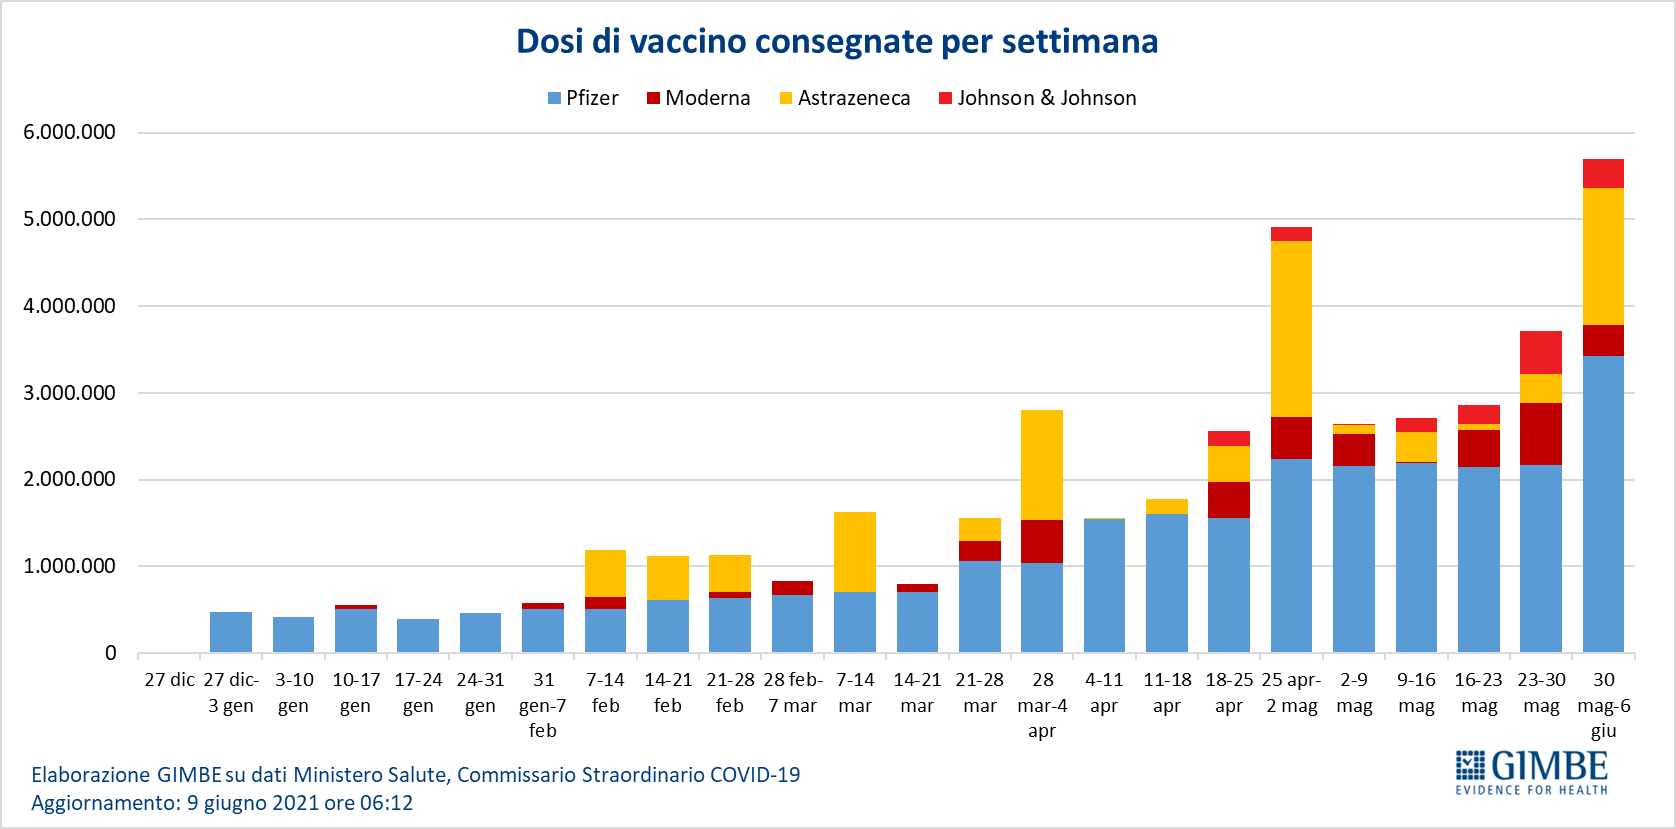 Dosi di vaccino consegnate per settimana
Pfizer Moderna Astrazeneca Johnson & Johnson
6.000.000
5.000.000
4.000.000
3.000.000
2.000.000
1.000.000
0
27 dic 27 dic- 3-10 10-17 17-24 24-31 31 7-14 14-21 21-28 28 feb- 7-14 14-21 21-28 28 4-11 11-18 18-25 25 apr- 2-9 9-16 16-23 23-30 30
3 gen gen gen gen gen gen-7 feb feb feb 7 mar mar mar mar mar-4 apr apr apr 2 mag mag mag mag mag mag-6
feb apr giu
Elaborazione GIMBE su dati Ministero Salute, Commissario Straordinario COVID-19
Aggiornamento: 9 giugno 2021 ore 06:12
GIMBE
EVIDENCE FOR HEALTH